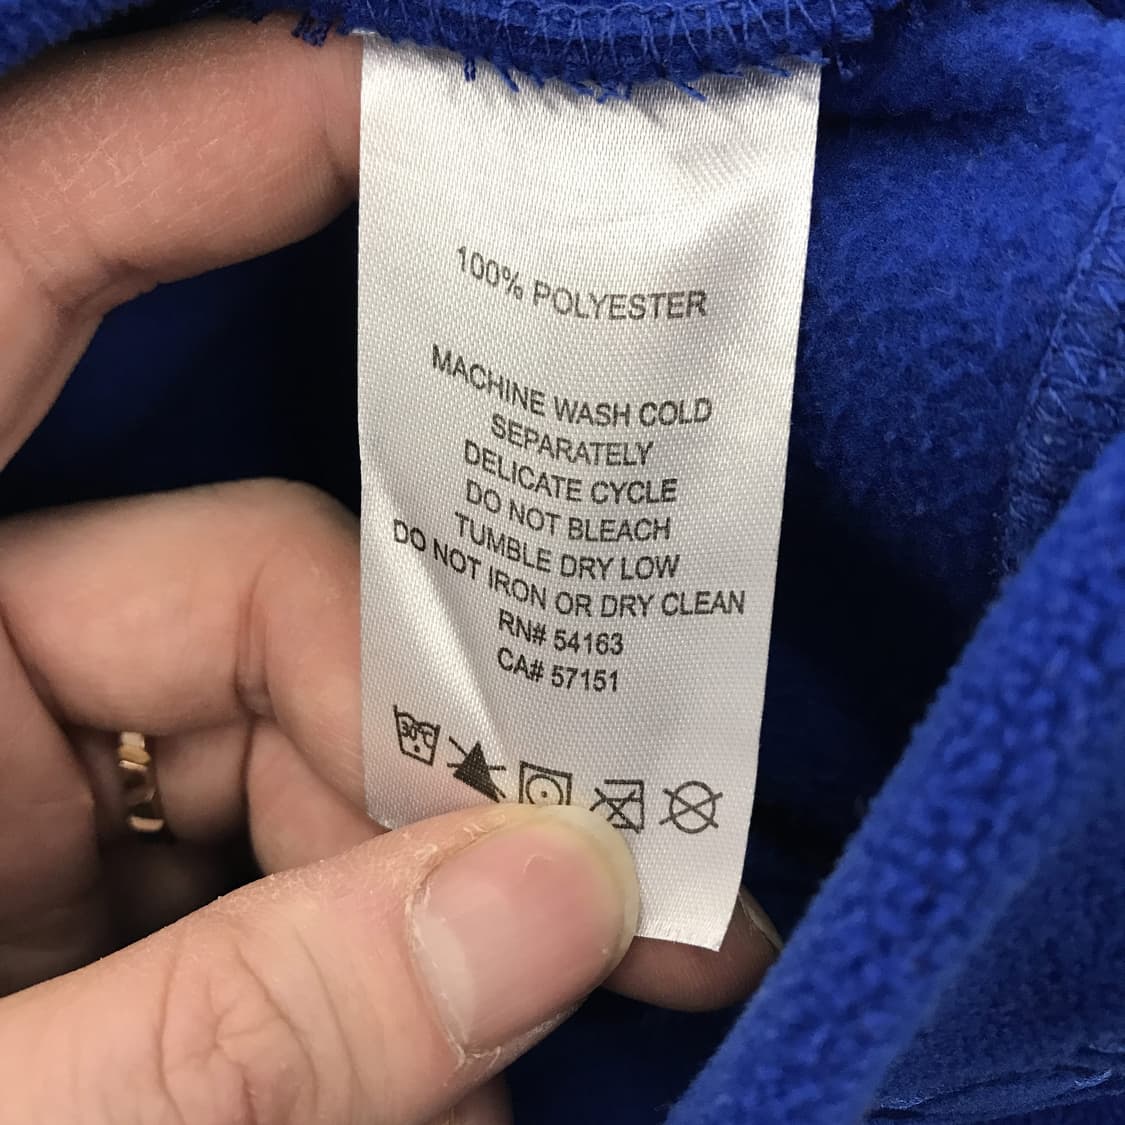 100% POLYESTER
MACHINE WASH COLD
SEPARATELY
DELICATE CYCLE
DO NOT BLEACH
TUMBLE DRY LOW
DO NOT IRON OR DRY CLEAN
RN# 54163
CA# 57151
30°C